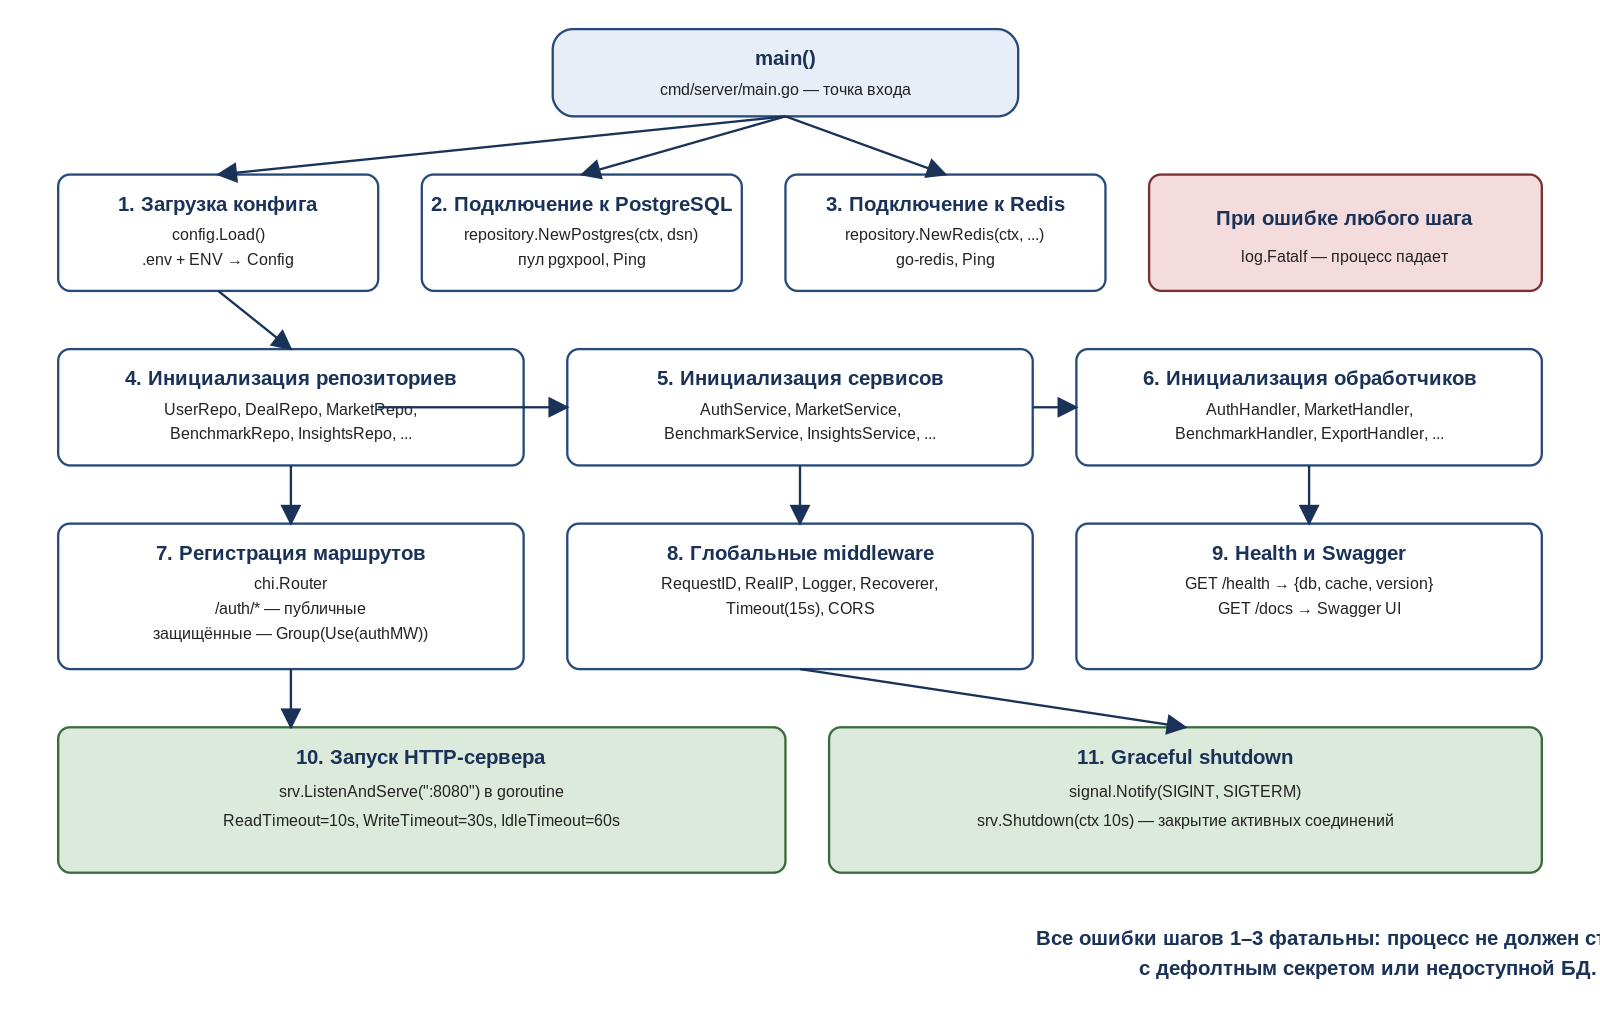 main()
cmd/server/main.go — точка входа
1. Загрузка конфига
config.Load()
.env + ENV → Config
2. Подключение к PostgreSQL
repository.NewPostgres(ctx, dsn)
пул pgxpool, Ping
3. Подключение к Redis
repository.NewRedis(ctx, ...)
go-redis, Ping
При ошибке любого шага
log.Fatalf — процесс падает
4. Инициализация репозиториев
UserRepo, DealRepo, MarketRepo,
BenchmarkRepo, InsightsRepo, ...
5. Инициализация сервисов
AuthService, MarketService,
BenchmarkService, InsightsService, ...
6. Инициализация обработчиков
AuthHandler, MarketHandler,
BenchmarkHandler, ExportHandler, ...
7. Регистрация маршрутов
chi.Router
/auth/* — публичные
защищённые — Group(Use(authMW))
8. Глобальные middleware
RequestID, RealIP, Logger, Recoverer,
Timeout(15s), CORS
9. Health и Swagger
GET /health → {db, cache, version}
GET /docs → Swagger UI
10. Запуск HTTP-сервера
srv.ListenAndServe(":8080") в goroutine
ReadTimeout=10s, WriteTimeout=30s, IdleTimeout=60s
11. Graceful shutdown
signal.Notify(SIGINT, SIGTERM)
srv.Shutdown(ctx 10s) — закрытие активных соединений
Все ошибки шагов 1–3 фатальны: процесс не должен
с дефолтным секретом или недоступной БД.